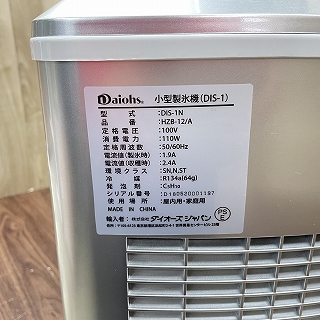 Daiohs® 小型製氷機(DIS-1)
型式：DIS-1N
品番：HZB-12/A
定格電圧：100V
消費電力：110W
定格周波数：50/60Hz
電流値(製氷時)：1.9A
電流値(収穫時)：2.4A
環境クラス：SN,N,ST
冷媒：R134a(64g)
発泡剤：C5H10
シリアル番号：D180520001197
使用場所：屋内用・家庭用
MADE IN CHINA
輸入者：株式会社 ダイオーズ ジャパン
PS
E